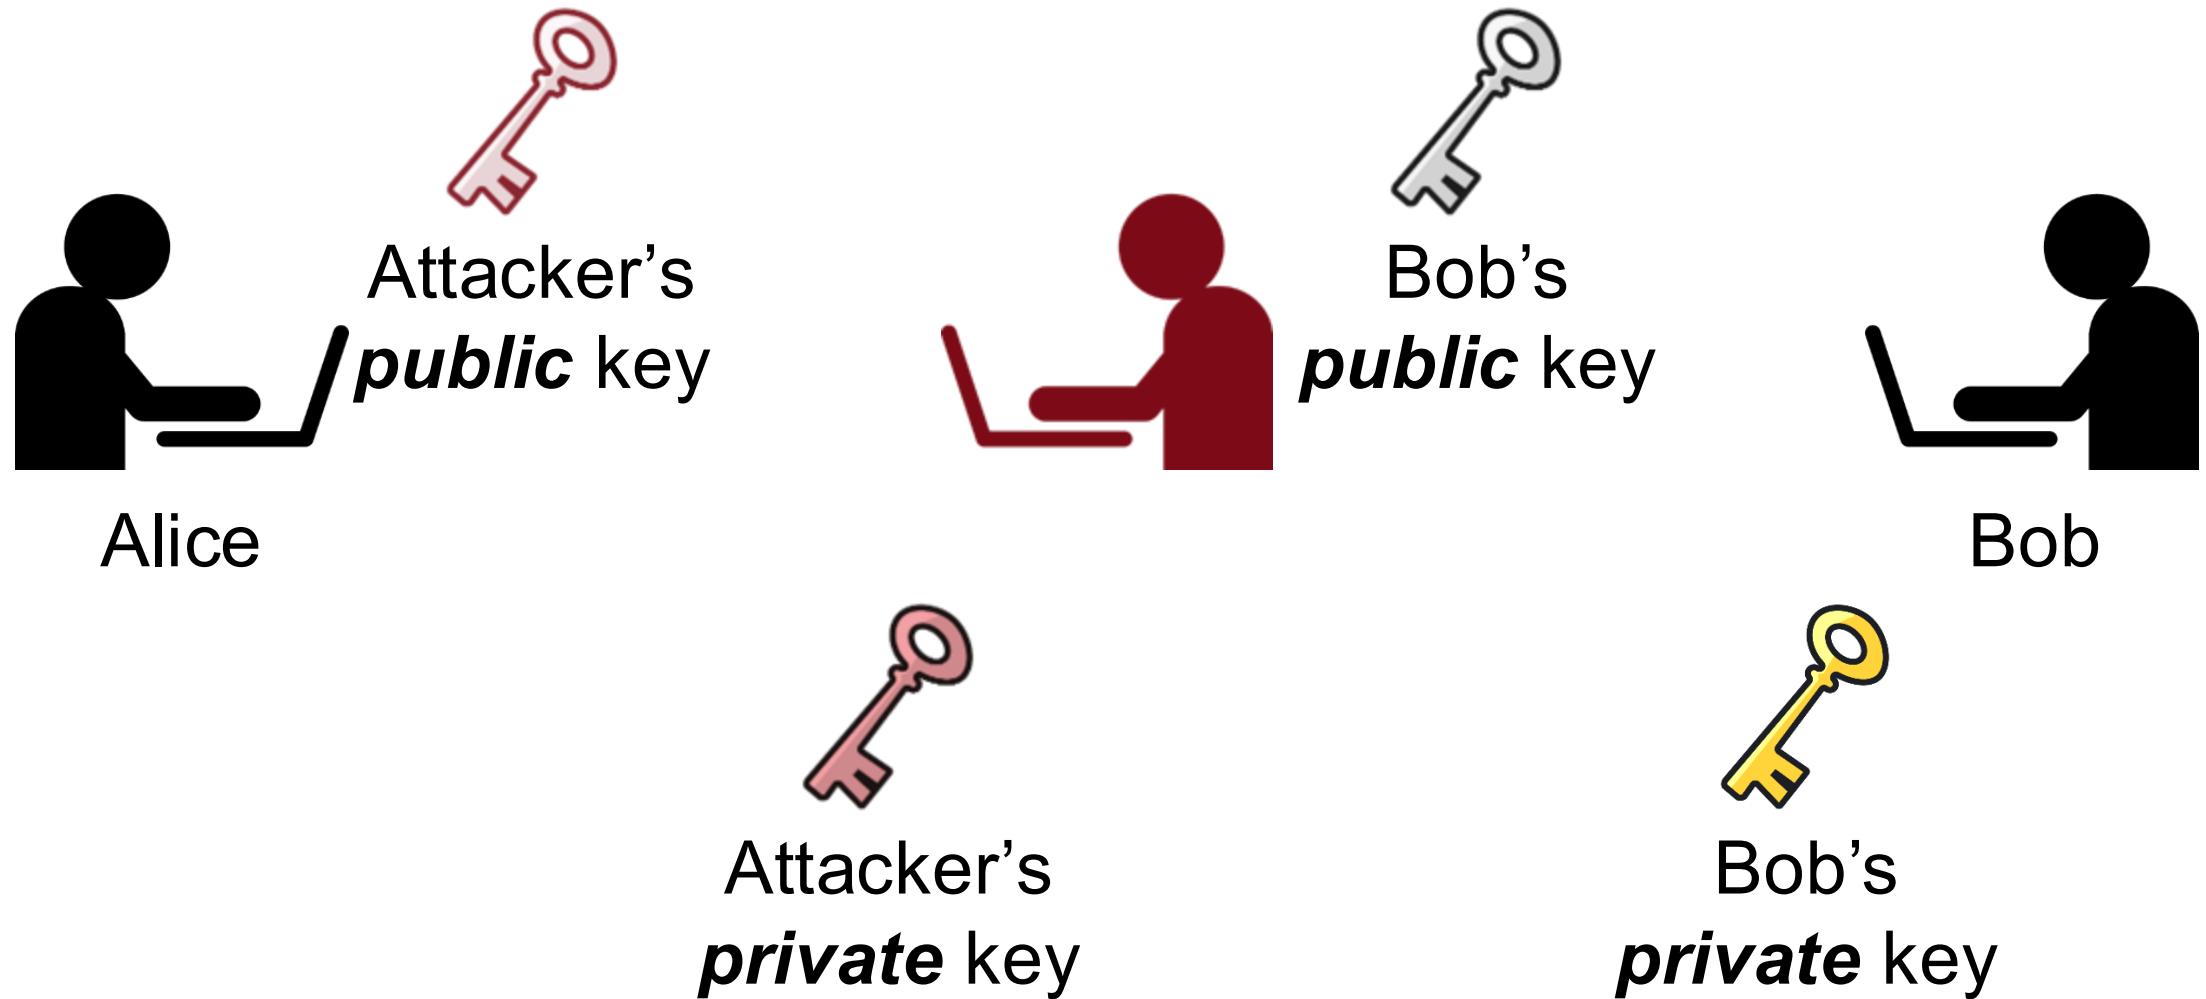 Attacker’s
public key
Bob’s
public key
Alice
Bob
Attacker’s
private key
Bob’s
private key